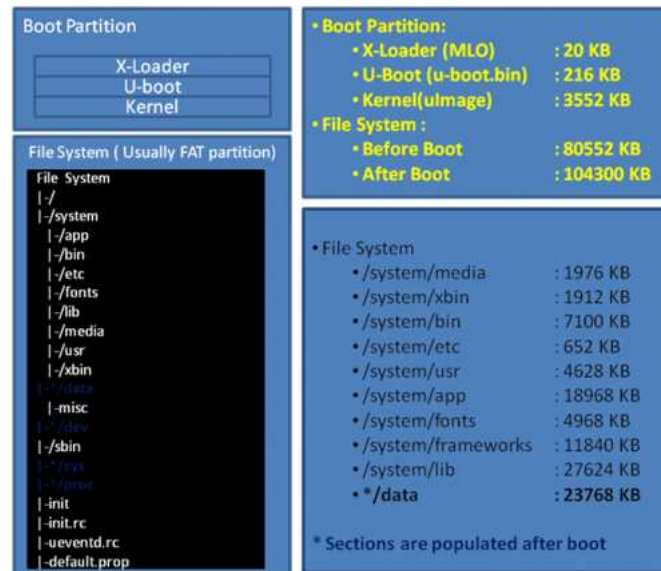 Boot Partition
X-Loader
U-boot
Kernel
File System ( Usually FAT partition)
File System
|-/
|-/system
|-/app
|-/bin
|-/etc
|-/fonts
|-/lib
|-/media
|-/usr
|-/xbin
|-*/data
|-misc
|-*/dev
|-/sbin
|-*/sys
|-*/proc
|-init
|-init.rc
|-ueventd.rc
|-default.prop
• Boot Partition:
• X-Loader (MLO) : 20 KB
• U-Boot (u-boot.bin) : 216 KB
• Kernel(uImage) : 3552 KB
• File System :
• Before Boot : 80552 KB
• After Boot : 104300 KB
• File System
• /system/media : 1976 KB
• /system/xbin : 1912 KB
• /system/bin : 7100 KB
• /system/etc : 652 KB
• /system/usr : 4628 KB
• /system/app : 18968 KB
• /system/fonts : 4968 KB
• /system/frameworks : 11840 KB
• /system/lib : 27624 KB
• */data : 23768 KB
* Sections are populated after boot